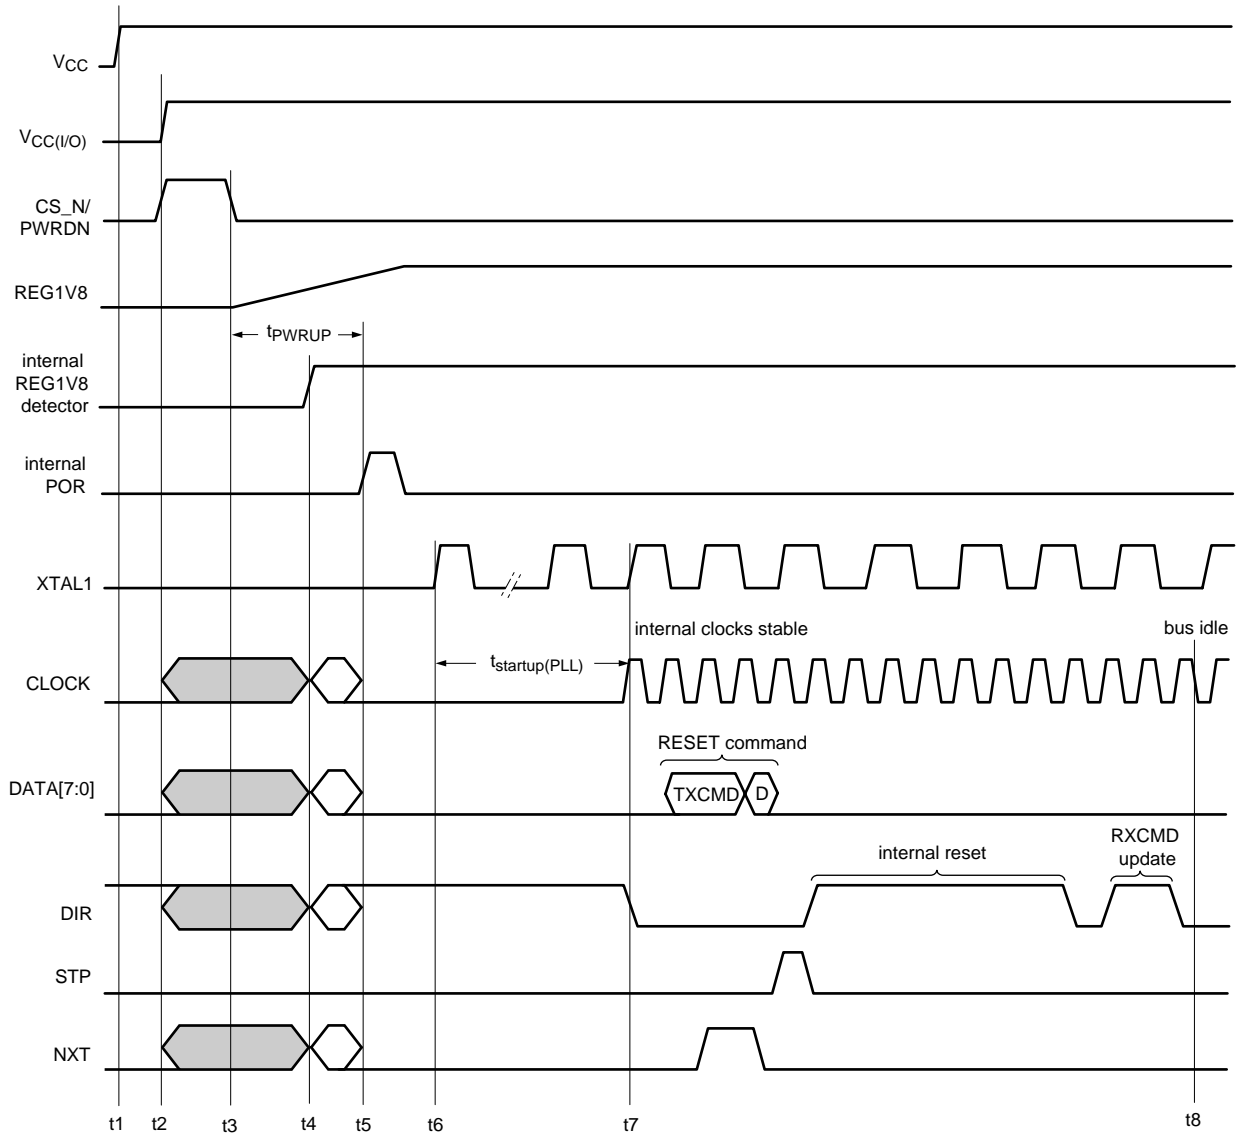 VCC
VCC(I/O)
CS_N/
PWRDN
REG1V8
tPWRUP
internal
REG1V8
detector
internal
POR
XTAL1
internal clocks stable
bus idle
tstartup(PLL)
CLOCK
RESET command
DATA[7:0]
TXCMD
D
RXCMD
update
internal reset
DIR
STP
NXT
t1
t2
t3
t4
t5
t6
t7
t8